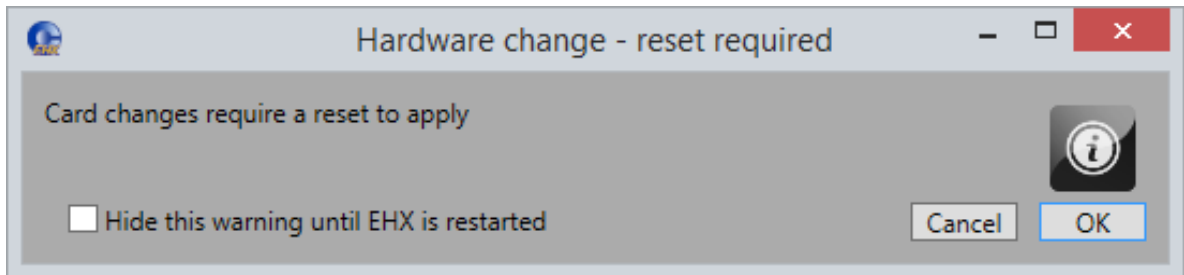 Hardware change - reset required
Card changes require a reset to apply
Hide this warning until EHX is restarted
Cancel
OK